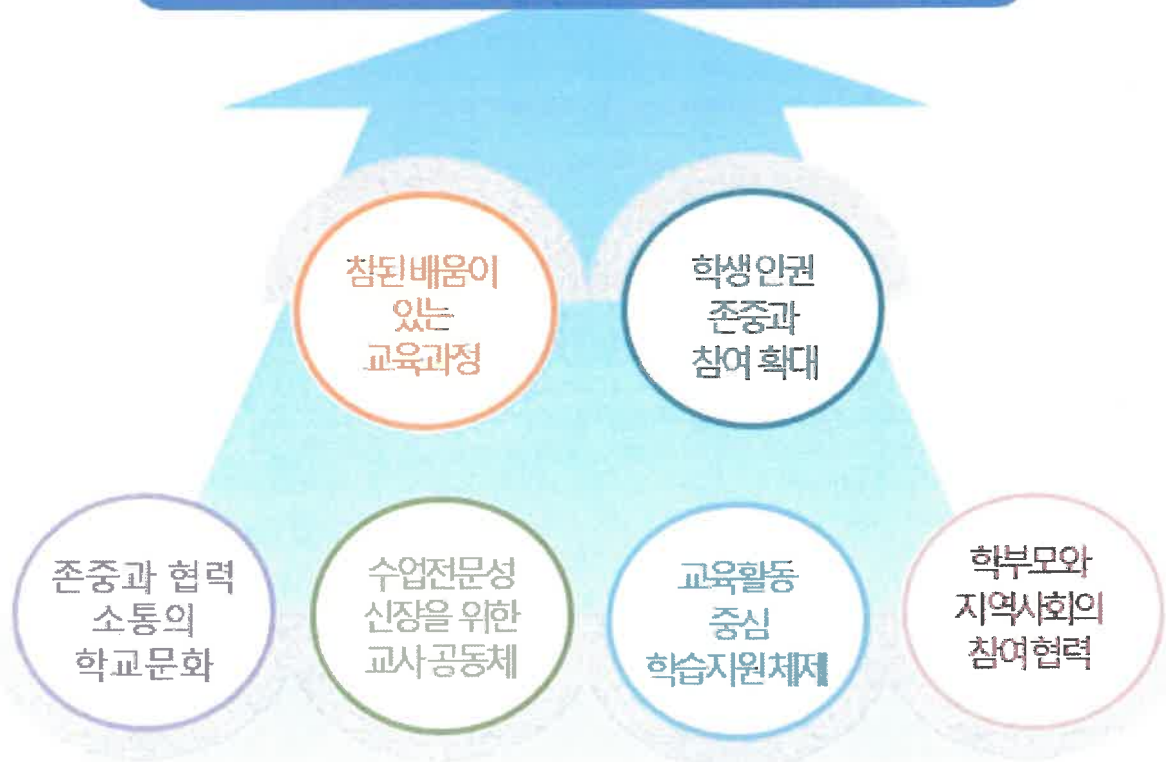 참된 배움이
있는
교육과정
학생 인권
존중과
참여 확대
존중과 협력
소통의
학교문화
수업전문성
신장을 위한
교사 공동체
교육활동
중심
학습지원 체제
학부모와
지역사회의
참여 협력